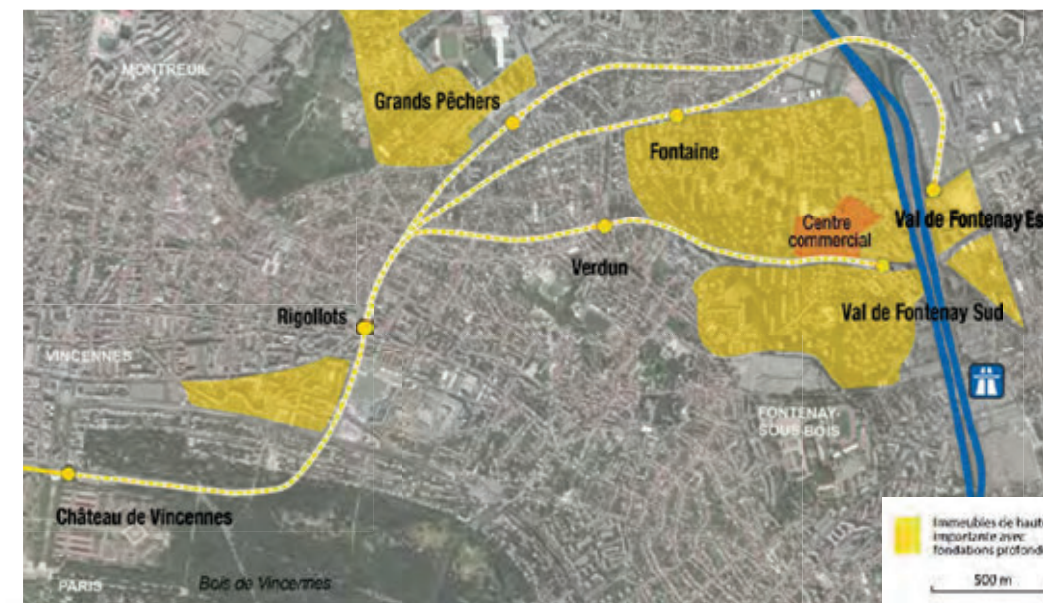 MONTREUIL
Grands Pêchers
Fontaine
Centre
commercial
Val de Fontenay Es
Verdun
Rigollots
Val de Fontenay Sud
VINCENNES
FONTENAY-
SOUS-BOIS
Château de Vincennes
Bois de Vincennes
PARIS
Immeubles de haut
importante avec
fondations profond
500 m